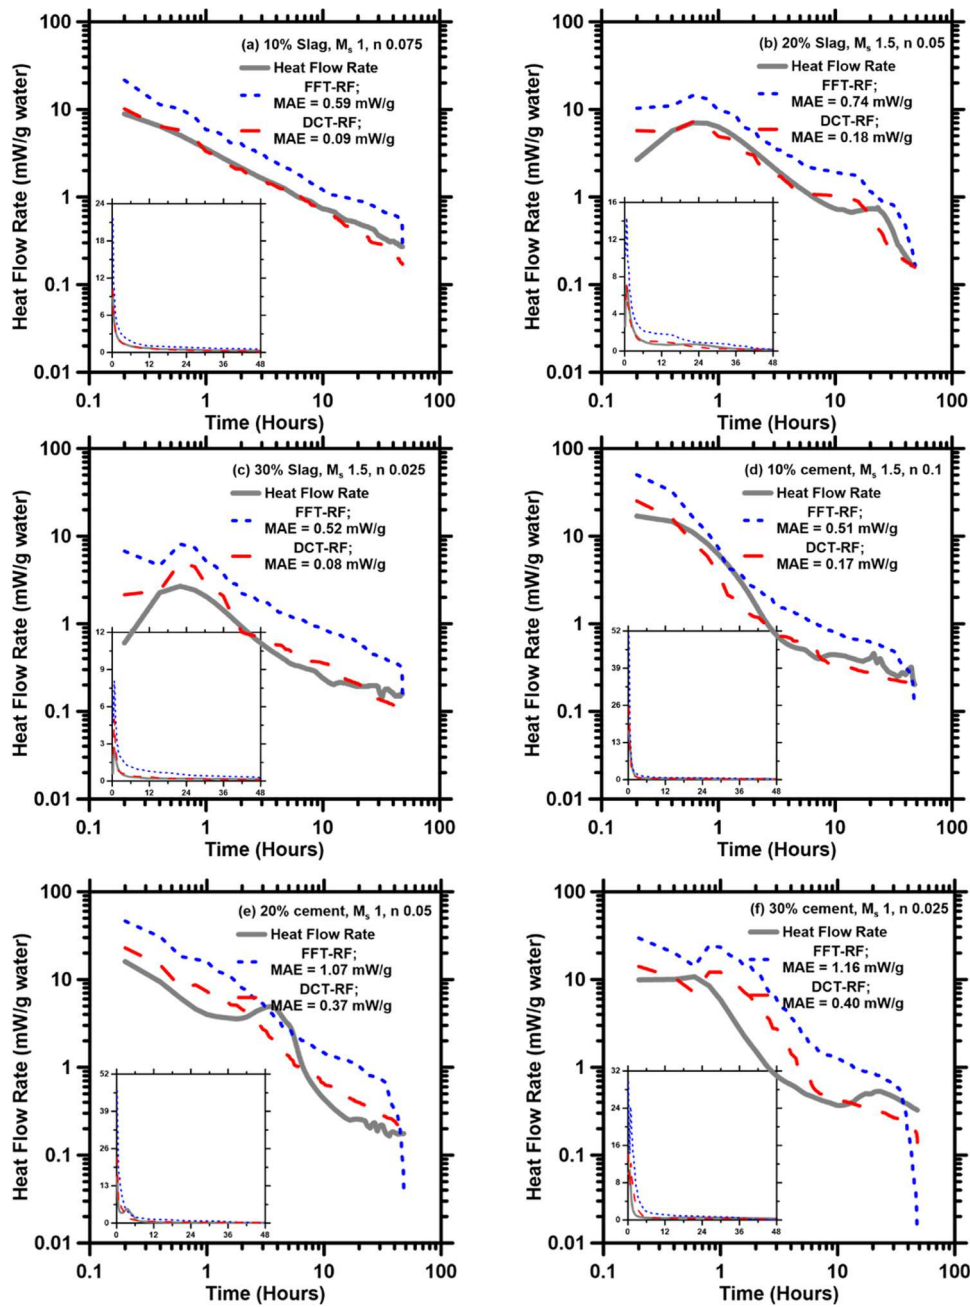 (a) 10% Slag, Ms 1, n 0.075
Heat Flow Rate
FFT-RF;
MAE = 0.59 mW/g
DCT-RF;
MAE = 0.09 mW/g
Heat Flow Rate (mW/g water)
100
10
1
0.1
0.01
24
18
12
6
0
0 12 24 36 48
0.1 1 10 100
Time (Hours)
(b) 20% Slag, Ms 1.5, n 0.05
Heat Flow Rate
FFT-RF;
MAE = 0.74 mW/g
DCT-RF;
MAE = 0.18 mW/g
Heat Flow Rate (mW/g water)
100
10
1
0.1
0.01
16
12
8
4
0
0 12 24 36 48
0.1 1 10 100
Time (Hours)
(c) 30% Slag, Ms 1.5, n 0.025
Heat Flow Rate
FFT-RF;
MAE = 0.52 mW/g
DCT-RF;
MAE = 0.08 mW/g
Heat Flow Rate (mW/g water)
100
10
1
0.1
0.01
12
9
6
3
0
0 12 24 36 48
0.1 1 10 100
Time (Hours)
(d) 10% cement, Ms 1.5, n 0.1
Heat Flow Rate
FFT-RF;
MAE = 0.51 mW/g
DCT-RF;
MAE = 0.17 mW/g
Heat Flow Rate (mW/g water)
100
10
1
0.1
0.01
52
39
26
13
0
0 12 24 36 48
0.1 1 10 100
Time (Hours)
(e) 20% cement, Ms 1, n 0.05
Heat Flow Rate
FFT-RF;
MAE = 1.07 mW/g
DCT-RF;
MAE = 0.37 mW/g
Heat Flow Rate (mW/g water)
100
10
1
0.1
0.01
52
39
26
13
0
0 12 24 36 48
0.1 1 10 100
Time (Hours)
(f) 30% cement, Ms 1, n 0.025
Heat Flow Rate
FFT-RF;
MAE = 1.16 mW/g
DCT-RF;
MAE = 0.40 mW/g
Heat Flow Rate (mW/g water)
100
10
1
0.1
0.01
32
24
16
8
0
0 12 24 36 48
0.1 1 10 100
Time (Hours)